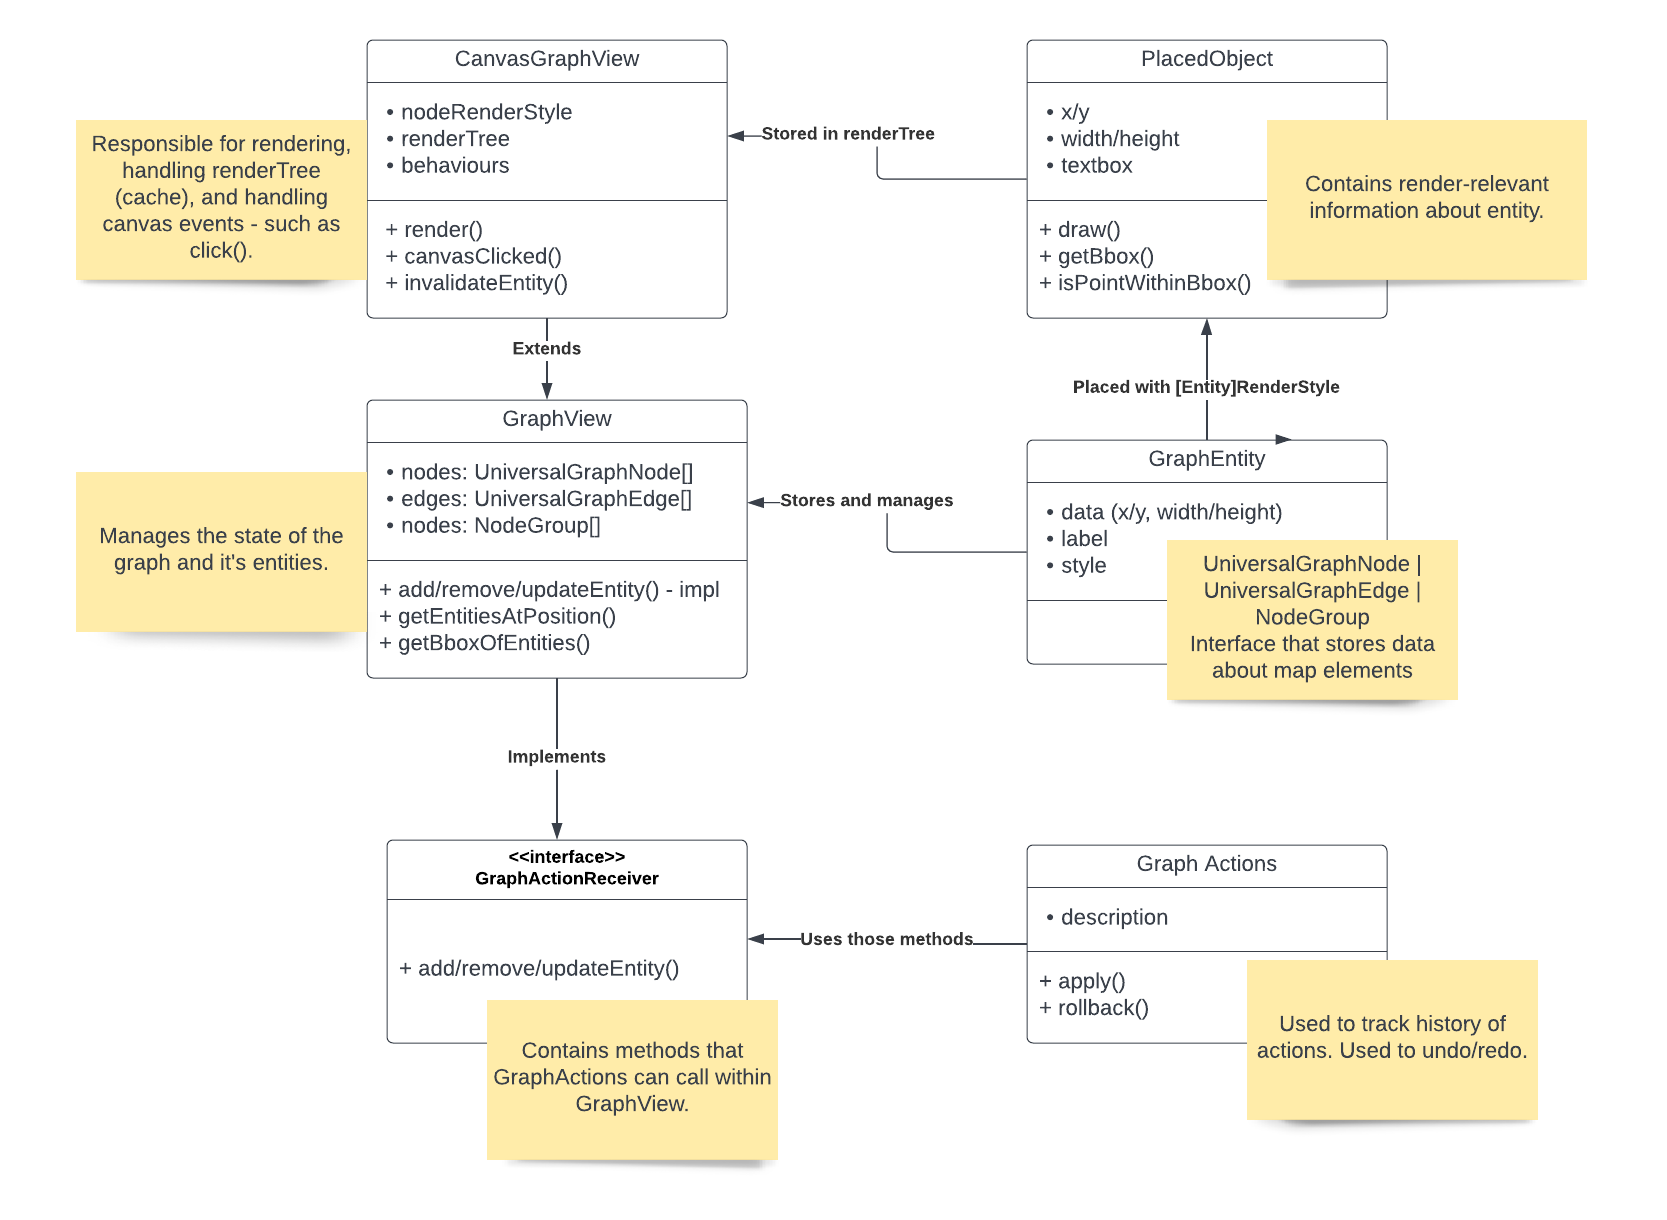 CanvasGraphView
• nodeRenderStyle
• renderTree
• behaviours
+ render()
+ canvasClicked()
+ invalidateEntity()
Responsible for rendering,
handling renderTree
(cache), and handling
canvas events - such as
click().
Stored in renderTree
PlacedObject
• x/y
• width/height
• textbox
+ draw()
+ getBbox()
+ isPointWithinBbox()
Contains render-relevant
information about entity.
Extends
Placed with [Entity]RenderStyle
GraphView
• nodes: UniversalGraphNode[]
• edges: UniversalGraphEdge[]
• nodes: NodeGroup[]
+ add/remove/updateEntity() - impl
+ getEntitiesAtPosition()
+ getBboxOfEntities()
Manages the state of the
graph and it's entities.
Stores and manages
GraphEntity
• data (x/y, width/height)
• label
• style
UniversalGraphNode |
UniversalGraphEdge |
NodeGroup
Interface that stores data
about map elements
Implements
<<interface>>
GraphActionReceiver
+ add/remove/updateEntity()
Contains methods that
GraphActions can call within
GraphView.
Uses those methods
Graph Actions
• description
+ apply()
+ rollback()
Used to track history of
actions. Used to undo/redo.